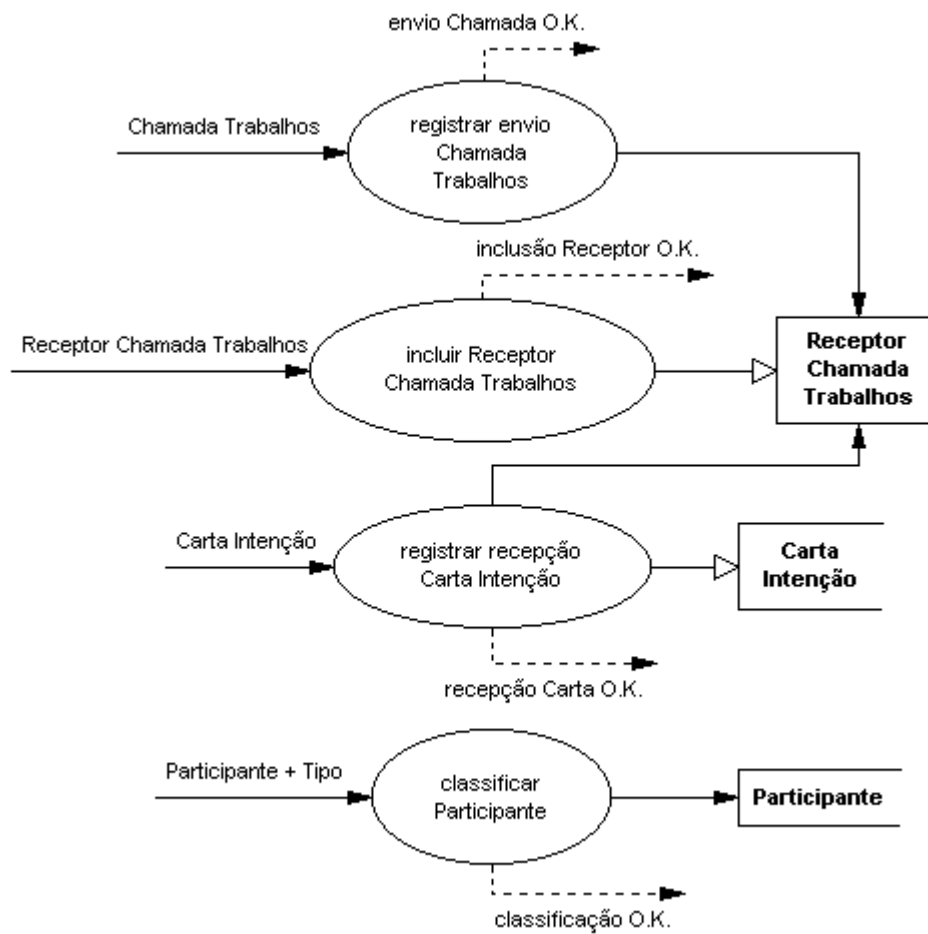 envio Chamada O.K.
Chamada Trabalhos
registrar envio
Chamada
Trabalhos
inclusão Receptor O.K.
Receptor Chamada Trabalhos
incluir Receptor
Chamada Trabalhos
Receptor
Chamada
Trabalhos
Carta Intenção
registrar recepção
Carta Intenção
Carta
Intenção
recepção Carta O.K.
Participante + Tipo
classificar
Participante
Participante
classificação O.K.